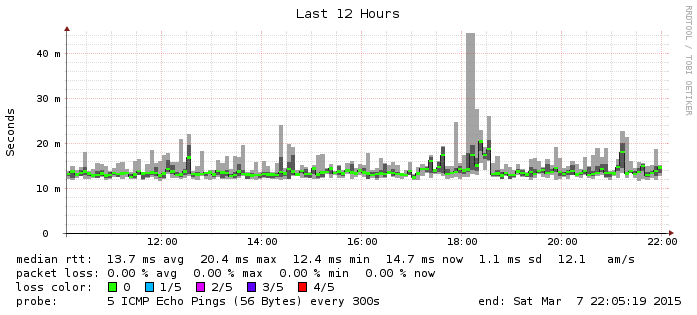 Last 12 Hours
RRDTOOL / TOBI OETIKER
Seconds
40 m
30 m
20 m
10 m
0
12:00 14:00 16:00 18:00 20:00 22:00
median rtt: 13.7 ms avg 20.4 ms max 12.4 ms min 14.7 ms now 1.1 ms sd 12.1 am/s
packet loss: 0.00 % avg 0.00 % max 0.00 % min 0.00 % now
loss color: 0 1/5 2/5 3/5 4/5
probe: 5 ICMP Echo Pings (56 Bytes) every 300s end: Sat Mar 7 22:05:19 2015